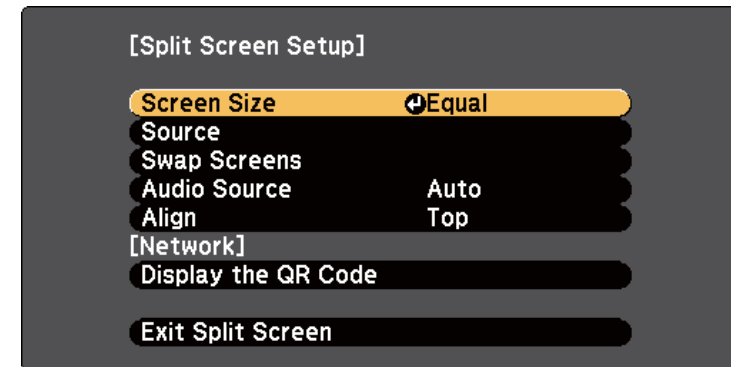 [Split Screen Setup]
Screen Size Equal
Source
Swap Screens
Audio Source Auto
Align Top
[Network]
Display the QR Code
Exit Split Screen